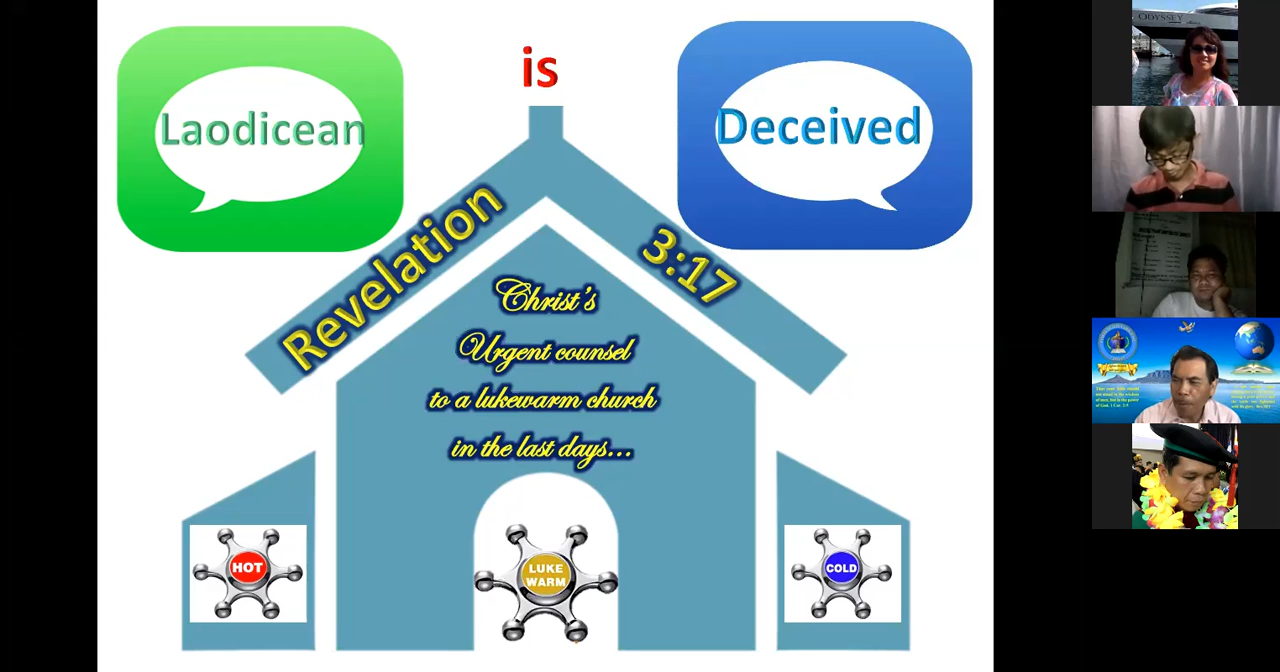 Laodicean
is
Deceived
Revelation
3:17
Christ's
Urgent counsel
to a lukewarm church
in the last days...
HOT
LUKE
WARM
COLD
ODYSSEY